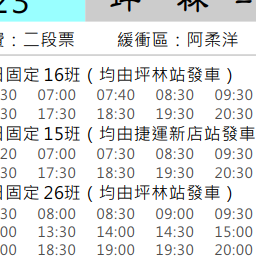 23 坪林
費：二段票 緩衝區：阿柔洋
日固定 16班（均由坪林站發車）
30 07:00 07:40 08:30 09:30
30 17:30 18:30 19:30 20:30
日固定 15班（均由捷運新店站發車
20 07:00 07:30 08:30 09:30
30 17:30 18:30 19:30 20:30
日固定 26班（均由坪林站發車）
30 08:00 08:30 09:00 09:30
00 13:30 14:00 14:30 15:00
00 18:30 19:00 19:30 20:00